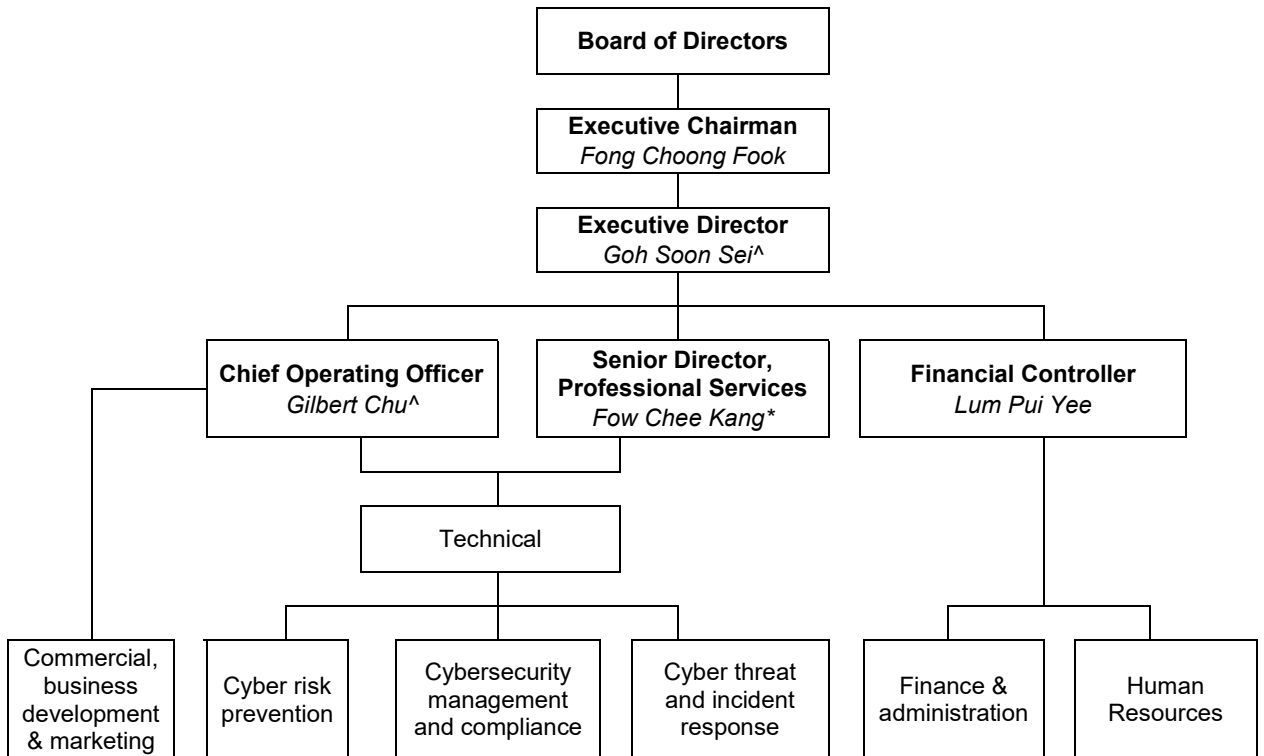 Board of Directors
Executive Chairman
Fong Choong Fook
Executive Director
Goh Soon Sei^
Chief Operating Officer
Gilbert Chu^
Senior Director,
Professional Services
Fow Chee Kang*
Financial Controller
Lum Pui Yee
Technical
Commercial,
business
development
& marketing
Cyber risk
prevention
Cybersecurity
management
and compliance
Cyber threat
and incident
response
Finance &
administration
Human
Resources